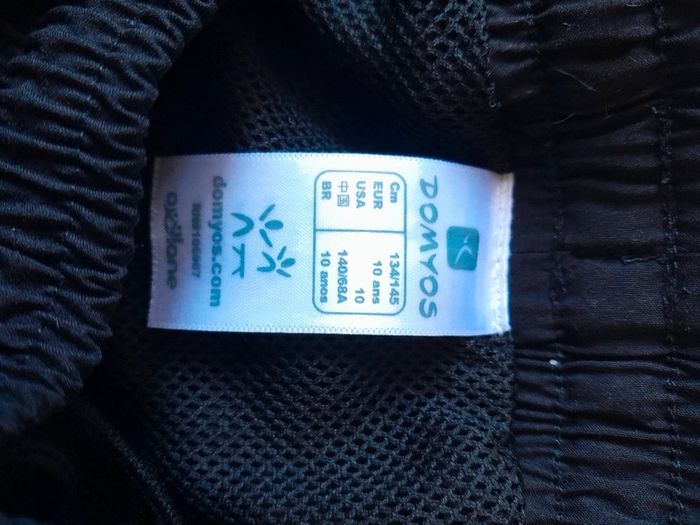 DOMYOS
Cm 134/145
EUR 10 ans
USA 10
中国 140/68A
BR 10 anos
domyos.com
oxylane